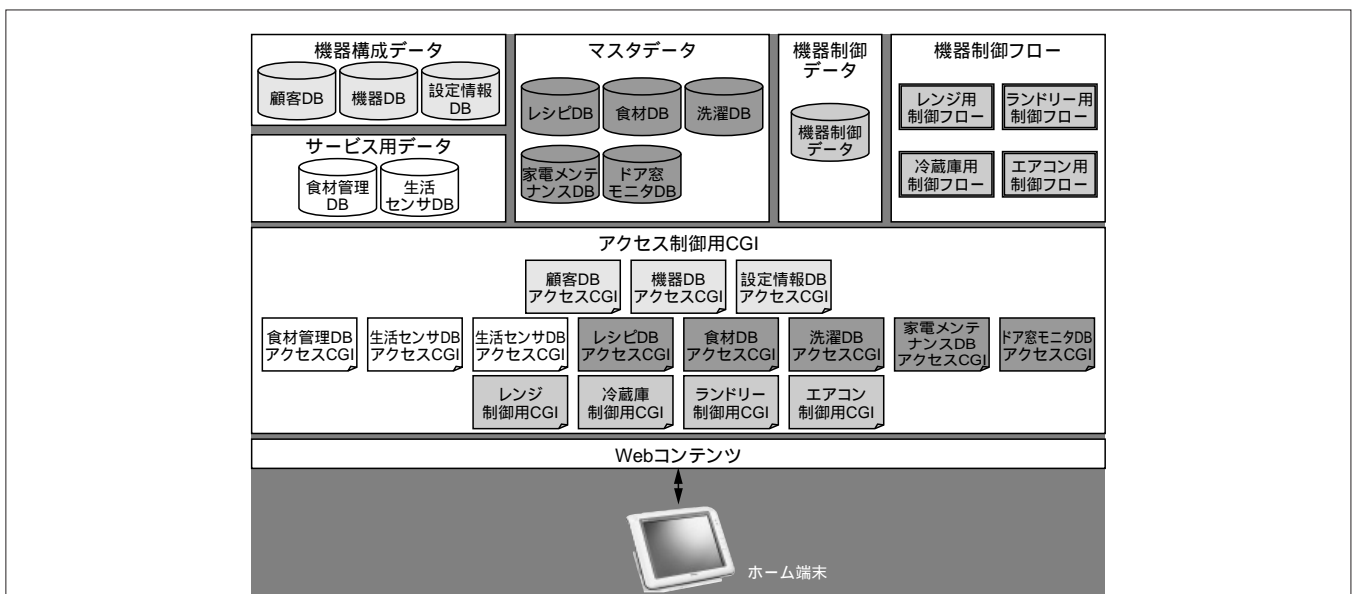 機器構成データ
顧客DB
機器DB
設定情報
DB
サービス用データ
食材管理
DB
生活
センサDB
マスタデータ
レシピDB
食材DB
洗濯DB
家電メンテ
ナンスDB
ドア窓
モニタDB
機器制御
データ
機器制御
データ
機器制御フロー
レンジ用
制御フロー
ランドリー用
制御フロー
冷蔵庫用
制御フロー
エアコン用
制御フロー
アクセス制御用CGI
顧客DB
アクセスCGI
機器DB
アクセスCGI
設定情報DB
アクセスCGI
食材管理DB
アクセスCGI
生活センサDB
アクセスCGI
生活センサDB
アクセスCGI
レシピDB
アクセスCGI
食材DB
アクセスCGI
洗濯DB
アクセスCGI
家電メンテ
ナンスDB
アクセスCGI
ドア窓モニタDB
アクセスCGI
レンジ
制御用CGI
冷蔵庫
制御用CGI
ランドリー
制御用CGI
エアコン
制御用CGI
Webコンテンツ
ホーム端末